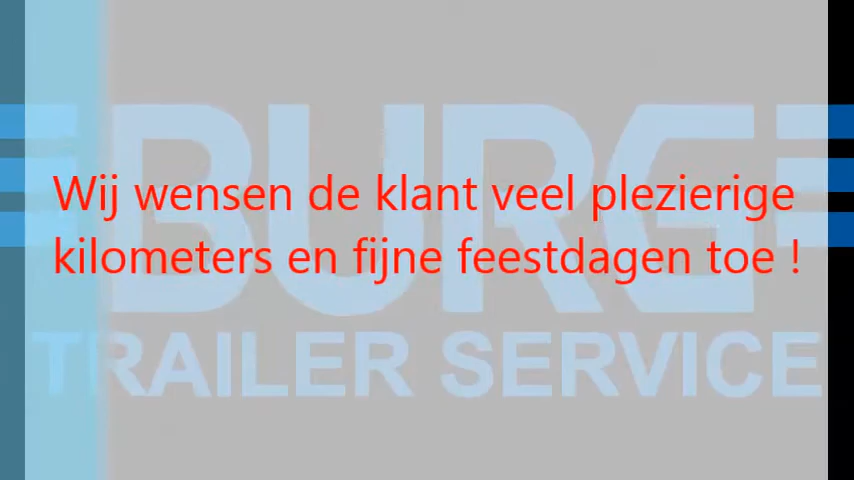 Wij wensen de klant veel plezierige
kilometers en fijne feestdagen toe !
BURG
TRAILER SERVICE